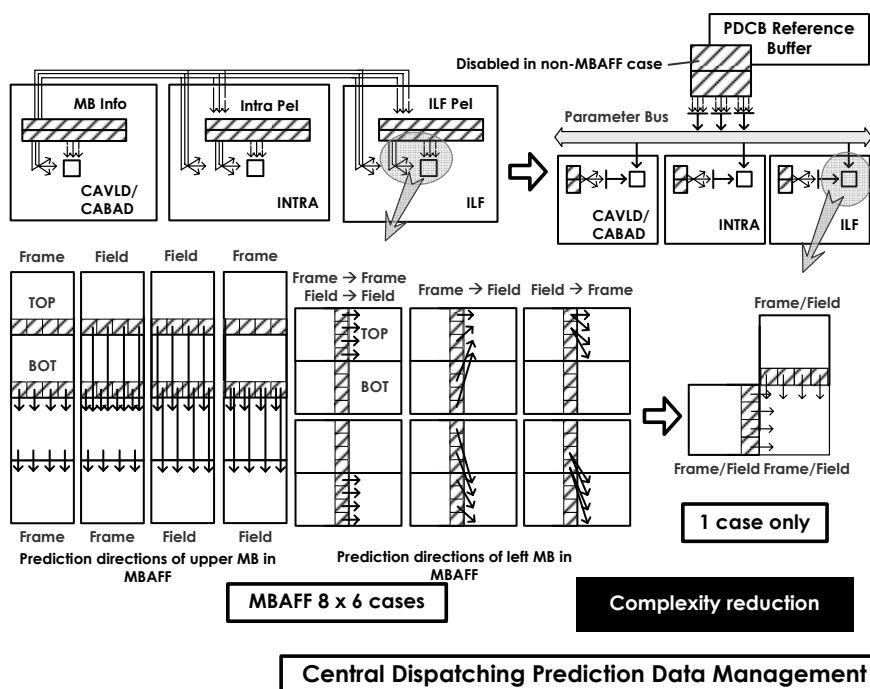 PDCB Reference
Buffer
Disabled in non-MBAFF case
MB Info
Intra Pel
ILF Pel
Parameter Bus
CAVLD/
CABAD
INTRA
ILF
CAVLD/
CABAD
INTRA
ILF
Frame
Field
Field
Frame
TOP
BOT
Frame
Frame
Field
Field
Prediction directions of upper MB in
MBAFF
Frame → Frame
Field → Field
Frame → Field
Field → Frame
TOP
BOT
Prediction directions of left MB in
MBAFF
Frame/Field
Frame/Field Frame/Field
1 case only
MBAFF 8 x 6 cases
Complexity reduction
Central Dispatching Prediction Data Management